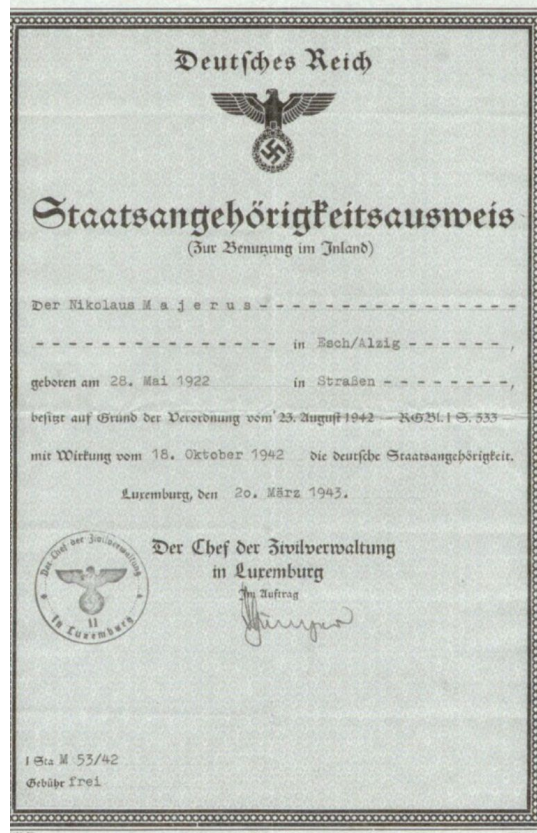 Deutsches Reich
Staatsangehörigkeitsausweis
(Zur Benutzung im Inland)
Der Nikolaus M a j e r u s - - - - - - - - - - - - - - - - -
- - - - - - - - - - - - - - - in Esch/Alzig - - - - - - ,
geboren am 28. Mai 1922 in Straßen - - - - - - - -,
besitzt auf Grund der Verordnung vom 23. August 1942 — RGBl. I S. 533
mit Wirkung vom 18. Oktober 1942 die deutsche Staatsangehörigkeit.
Luxemburg, den 2o. März 1943.
Der Chef der Zivilverwaltung
in Luxemburg
Im Auftrag
Der Chef der Zivilverwaltung
11
in Luxemburg
I Sta M 53/42
Gebühr frei